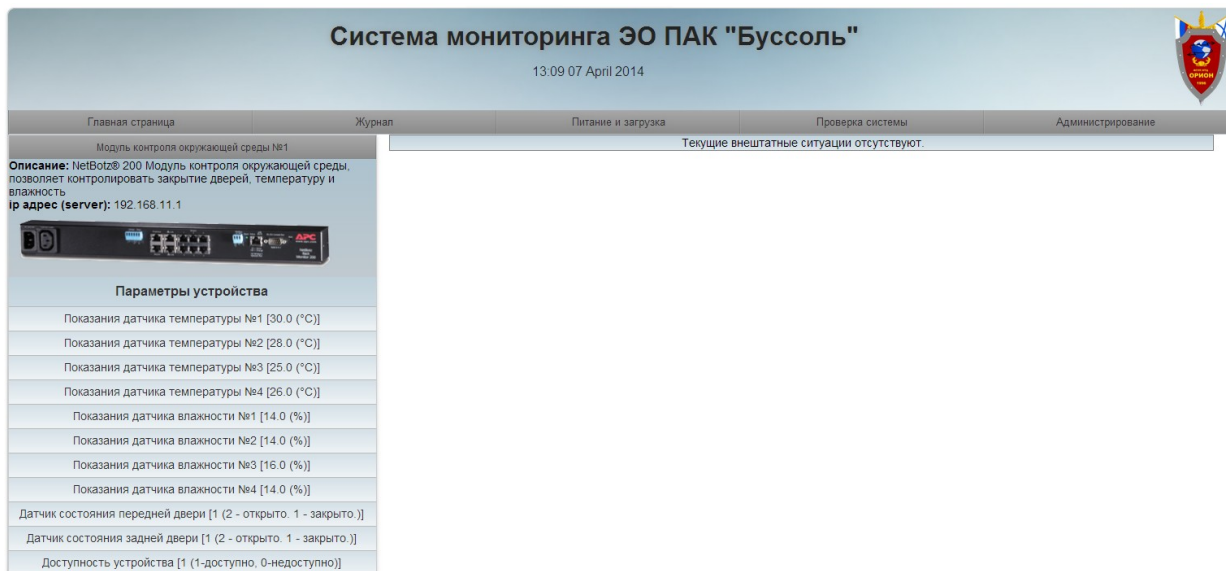 Система мониторинга ЭО ПАК "Буссоль"
13:09 07 April 2014
ОРИОН
Главная страница
Журнал
Питание и загрузка
Проверка системы
Администрирование
Модуль контроля окружающей среды №1
Текущие внештатные ситуации отсутствуют.
Описание: NetBotz® 200 Модуль контроля окружающей среды,
позволяет контролировать закрытие дверей, температуру и
влажность
ip адрес (server): 192.168.11.1
APC
Параметры устройства
Показания датчика температуры №1 [30.0 (°C)]
Показания датчика температуры №2 [28.0 (°C)]
Показания датчика температуры №3 [25.0 (°C)]
Показания датчика температуры №4 [26.0 (°C)]
Показания датчика влажности №1 [14.0 (%)]
Показания датчика влажности №2 [14.0 (%)]
Показания датчика влажности №3 [16.0 (%)]
Показания датчика влажности №4 [14.0 (%)]
Датчик состояния передней двери [1 (2 - открыто. 1 - закрыто.)]
Датчик состояния задней двери [1 (2 - открыто. 1 - закрыто.)]
Доступность устройства [1 (1-доступно, 0-недоступно)]